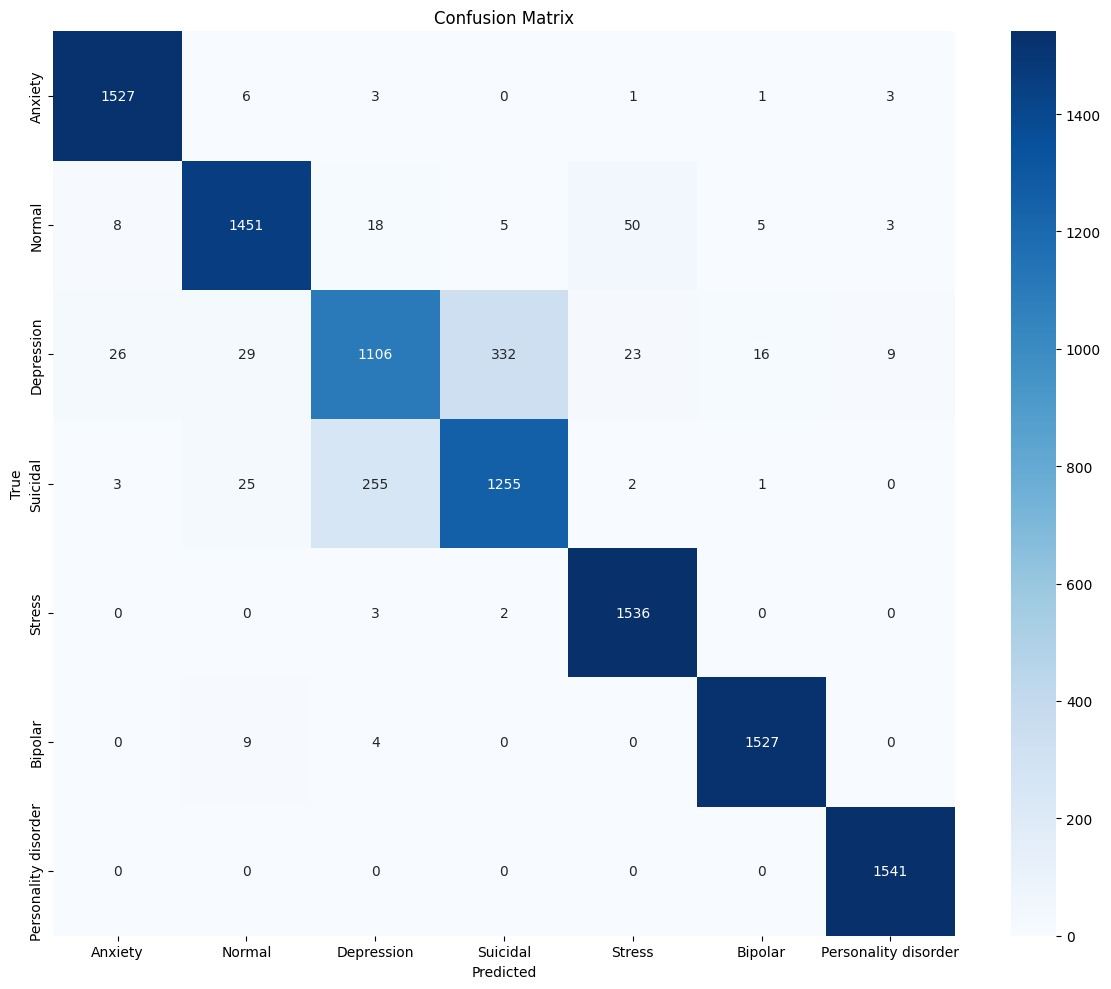 Confusion Matrix
True
Anxiety 1527 6 3 0 1 1 3
Normal 8 1451 18 5 50 5 3
Depression 26 29 1106 332 23 16 9
Suicidal 3 25 255 1255 2 1 0
Stress 0 0 3 2 1536 0 0
Bipolar 0 9 4 0 0 1527 0
Personality disorder 0 0 0 0 0 0 1541
Anxiety Normal Depression Suicidal Stress Bipolar Personality disorder
Predicted
1400
1200
1000
800
600
400
200
0